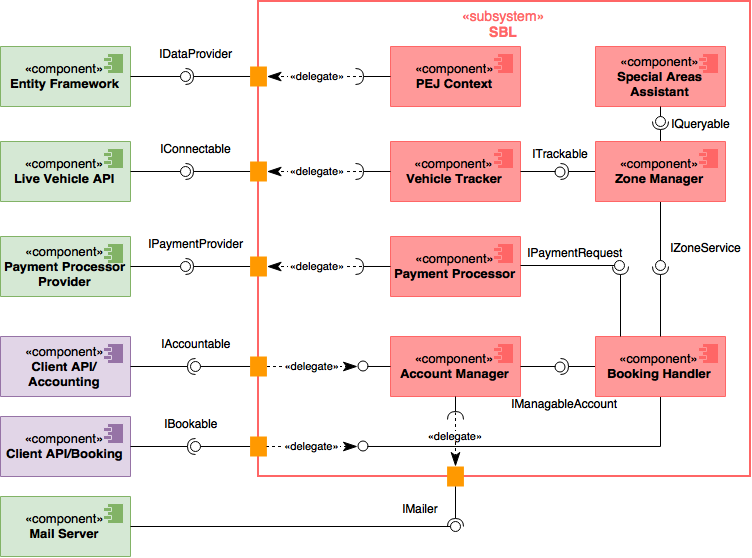 «subsystem»
SBL
IDataProvider
«component»
Entity Framework
«delegate»
«component»
PEJ Context
«component»
Special Areas
Assistant
IQueryable
IConnectable
«component»
Live Vehicle API
«delegate»
«component»
Vehicle Tracker
ITrackable
«component»
Zone Manager
IPaymentProvider
«component»
Payment Processor
Provider
«delegate»
«component»
Payment Processor
IPaymentRequest
IZoneService
IAccountable
«component»
Client API/
Accounting
«delegate»
«component»
Account Manager
IManagableAccount
«component»
Booking Handler
IBookable
«component»
Client API/Booking
«delegate»
«delegate»
IMailer
«component»
Mail Server